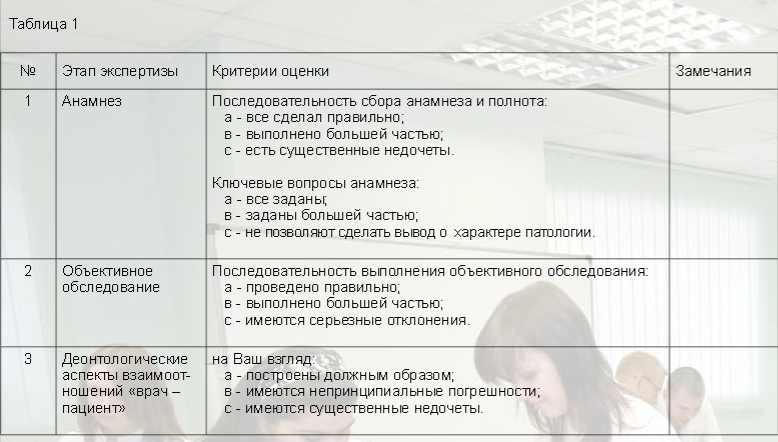 Таблица 1
№ Этап экспертизы Критерии оценки Замечания
1 Анамнез Последовательность сбора анамнеза и полнота:
а - все сделал правильно;
в - выполнено большей частью;
с - есть существенные недочеты.
Ключевые вопросы анамнеза:
а - все заданы;
в - заданы большей частью;
с - не позволяют сделать вывод о характере патологии.
2 Объективное Последовательность выполнения объективного обследования:
обследование а - проведено правильно;
в - выполнено большей частью;
с - имеются серьезные отклонения.
3 Деонтологические на Ваш взгляд:
аспекты взаимоот- а - построены должным образом;
ношений «врач – в - имеются непринципиальные погрешности;
пациент» с - имеются существенные недочеты.